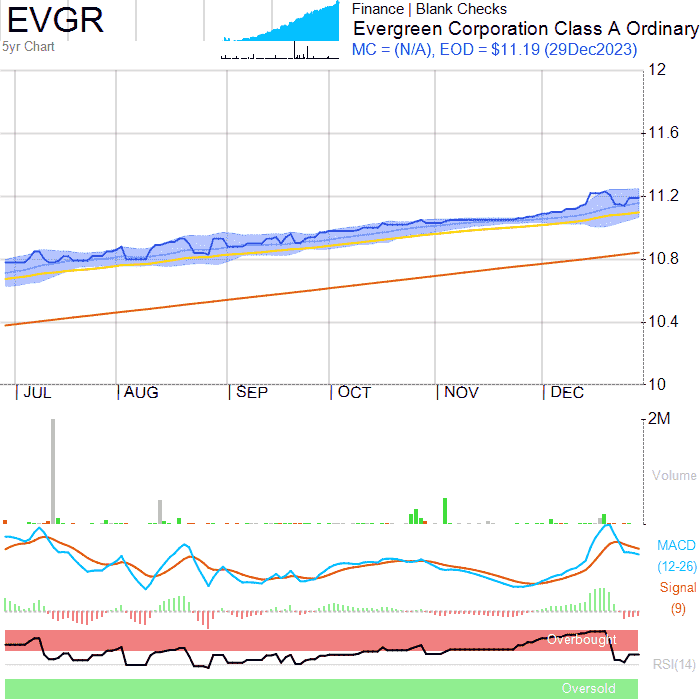 EVGR
5yr Chart
Finance | Blank Checks
Evergreen Corporation Class A Ordinary
MC = (N/A), EOD = $11.19 (29Dec2023)
12
11.6
11.2
10.8
10.4
10
JUL AUG SEP OCT NOV DEC
2M
Volume
MACD
(12-26)
Signal
(9)
Overbought
RSI(14)
Oversold